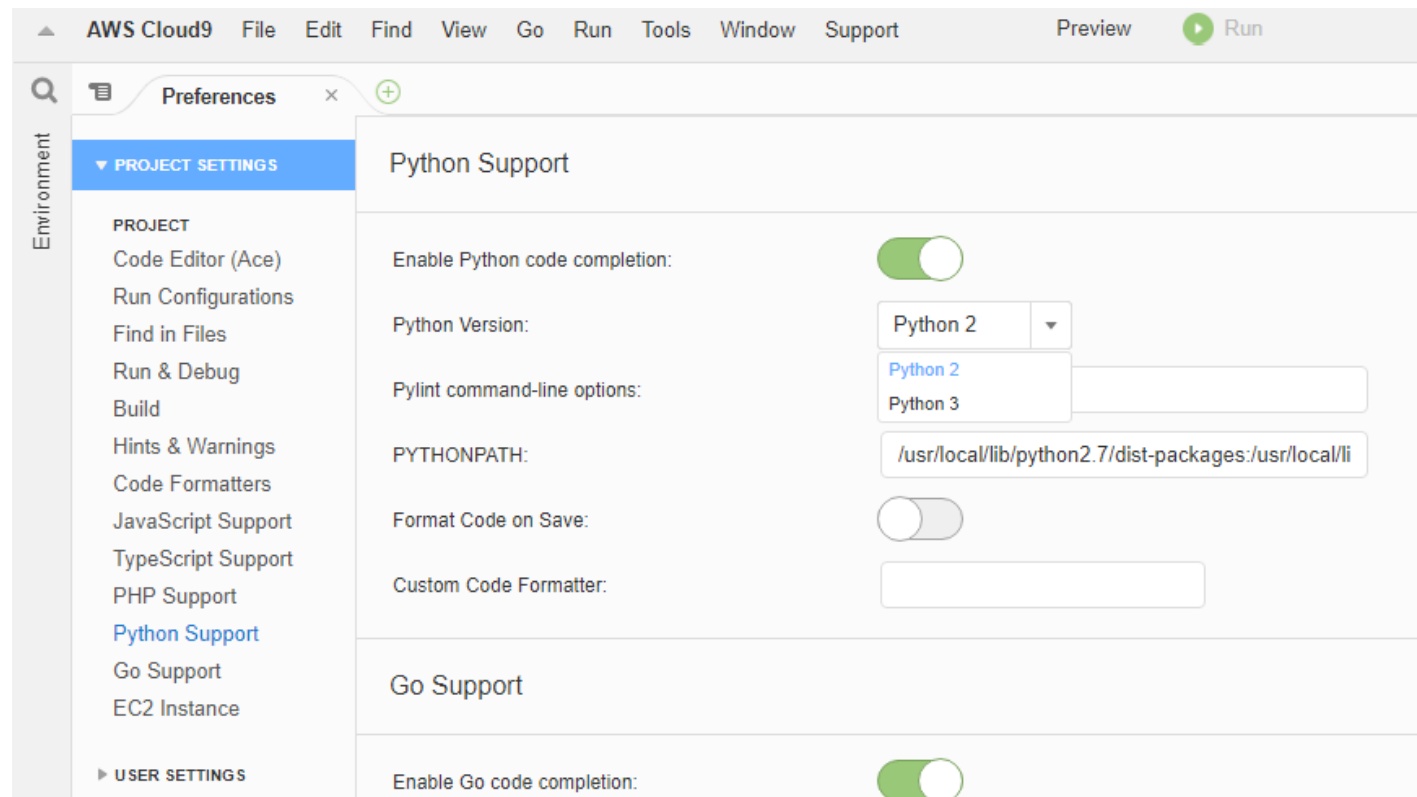 AWS Cloud9 File Edit Find View Go Run Tools Window Support Preview Run
Preferences
Environment
PROJECT SETTINGS
PROJECT
Code Editor (Ace)
Run Configurations
Find in Files
Run & Debug
Build
Hints & Warnings
Code Formatters
JavaScript Support
TypeScript Support
PHP Support
Python Support
Go Support
EC2 Instance
USER SETTINGS
Python Support
Enable Python code completion:
Python Version: Python 2
Python 2
Python 3
Pylint command-line options:
PYTHONPATH: /usr/local/lib/python2.7/dist-packages:/usr/local/li
Format Code on Save:
Custom Code Formatter:
Go Support
Enable Go code completion: